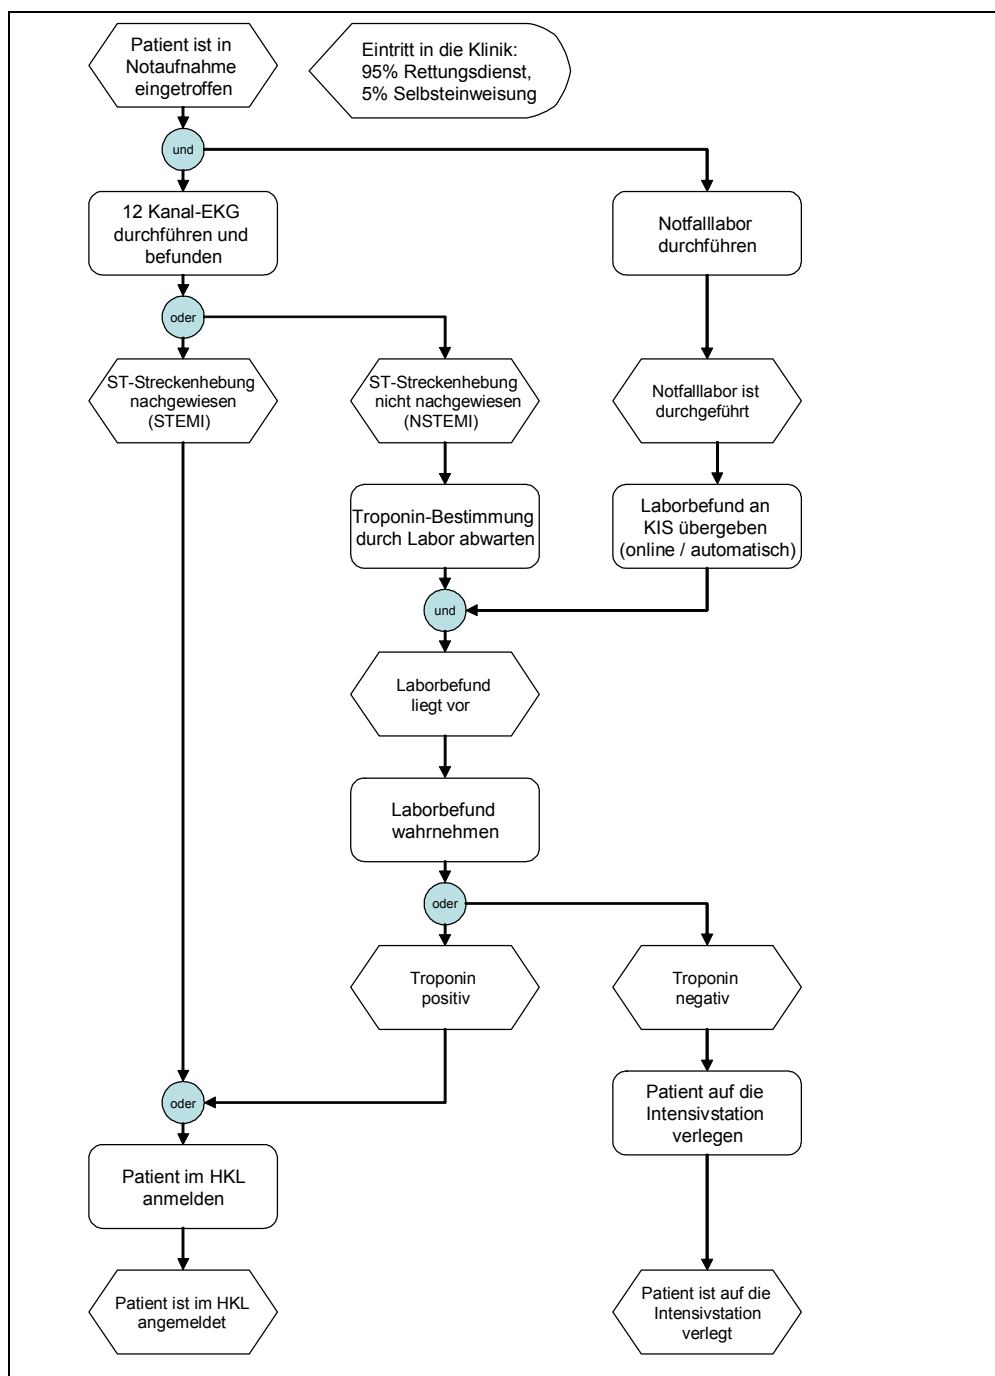 Patient ist in
Notaufnahme
eingetroffen
Eintritt in die Klinik:
95% Rettungsdienst,
5% Selbsteinweisung
und
12 Kanal-EKG
durchführen und
befunden
Notfalllabor
durchführen
oder
ST-Streckenhebung
nachgewiesen
(STEMI)
ST-Streckenhebung
nicht nachgewiesen
(NSTEMI)
Notfalllabor ist
durchgeführt
Troponin-Bestimmung
durch Labor abwarten
Laborbefund an
KIS übergeben
(online / automatisch)
und
Laborbefund
liegt vor
Laborbefund
wahrnehmen
oder
Troponin
positiv
Troponin
negativ
oder
Patient auf die
Intensivstation
verlegen
Patient im HKL
anmelden
Patient ist im HKL
angemeldet
Patient ist auf die
Intensivstation
verlegt